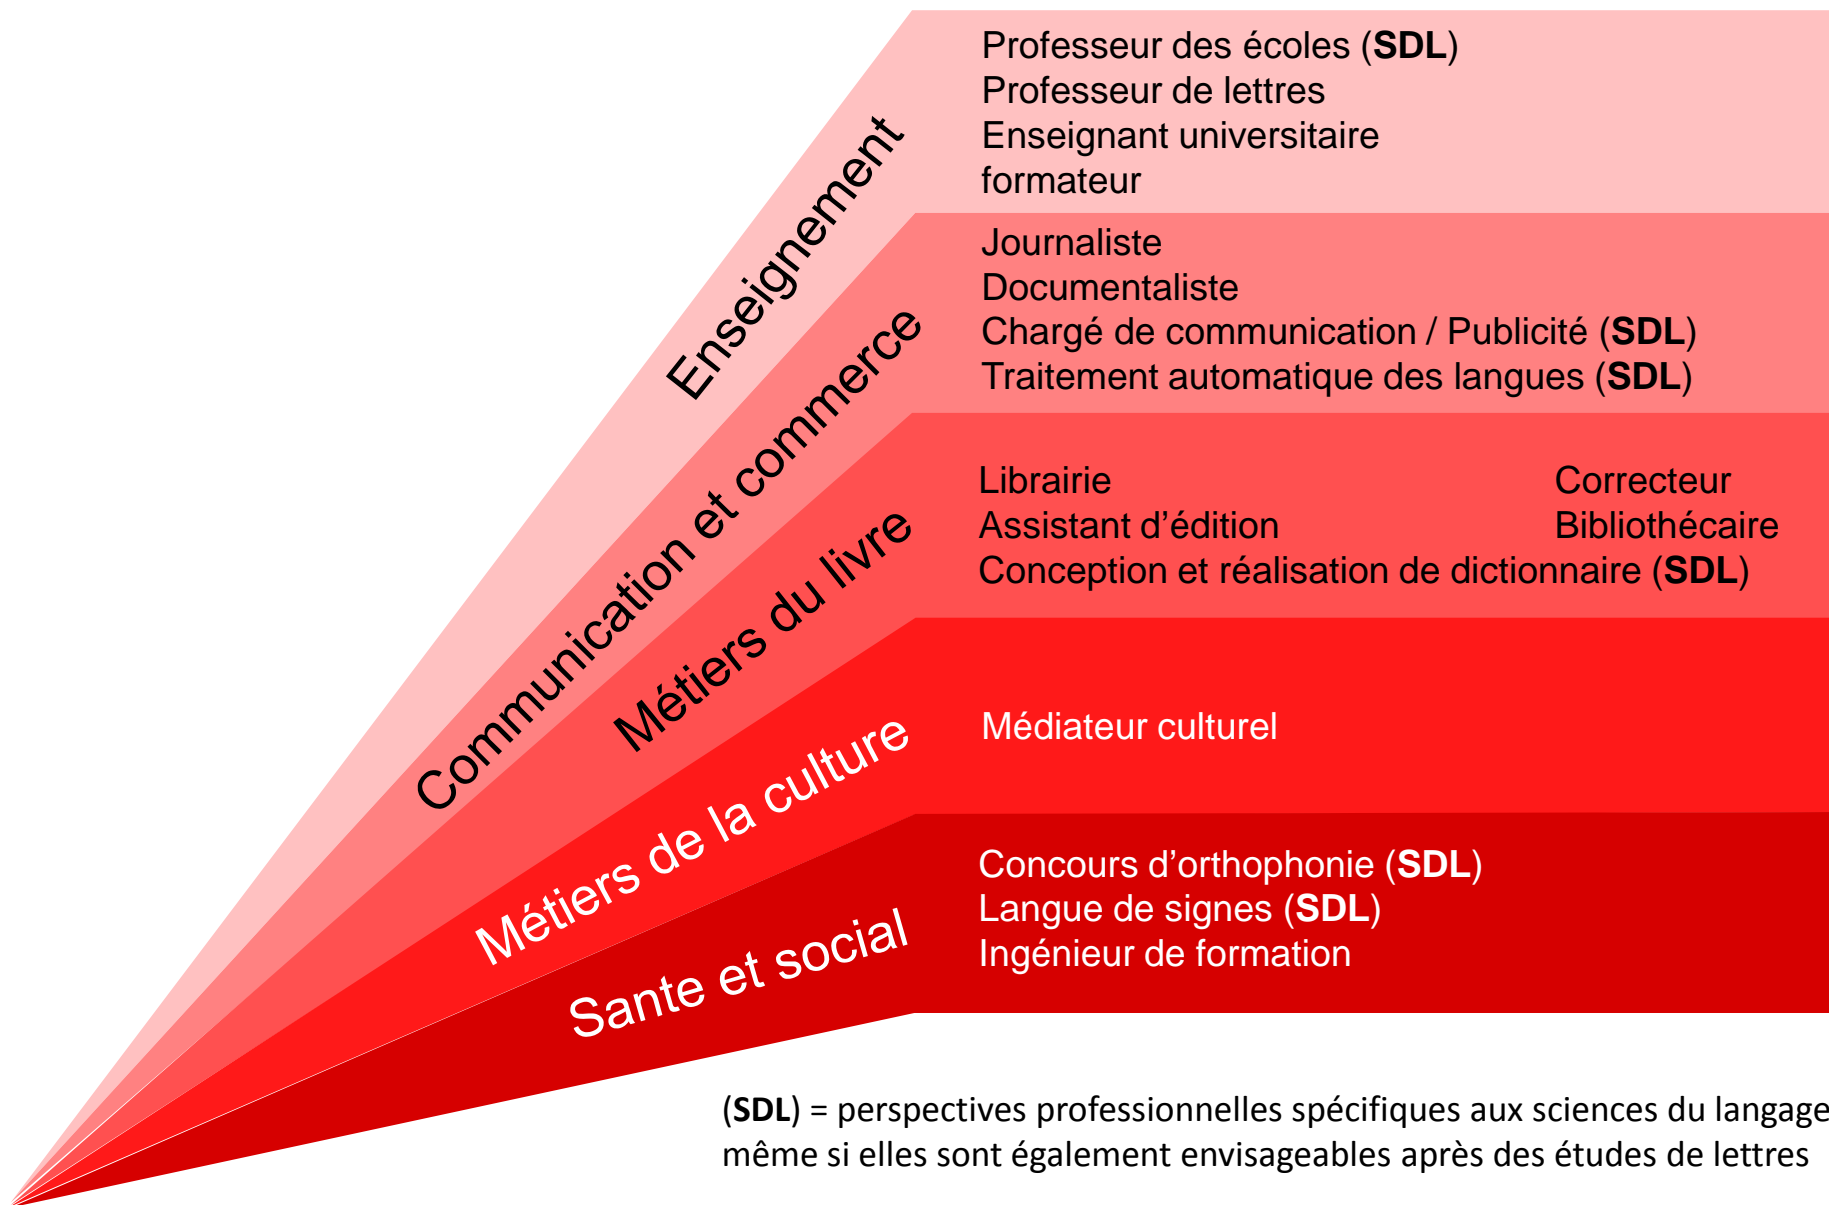 Enseignement
Professeur des écoles (SDL)
Professeur de lettres
Enseignant universitaire
formateur
Communication et commerce
Journaliste
Documentaliste
Chargé de communication / Publicité (SDL)
Traitement automatique des langues (SDL)
Métiers du livre
Librairie Correcteur
Assistant d’édition Bibliothécaire
Conception et réalisation de dictionnaire (SDL)
Métiers de la culture
Médiateur culturel
Sante et social
Concours d’orthophonie (SDL)
Langue de signes (SDL)
Ingénieur de formation
(SDL) = perspectives professionnelles spécifiques aux sciences du langage
même si elles sont également envisageables après des études de lettres